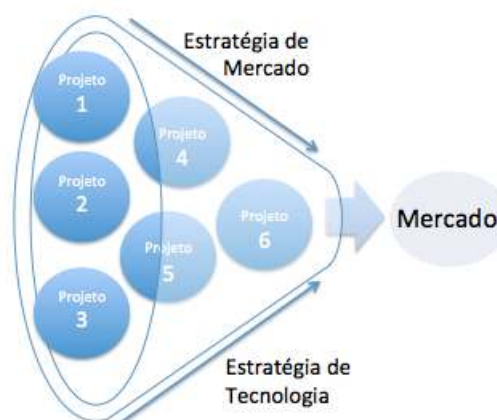 Estratégia de
Mercado
Projeto
1
Projeto
4
Projeto
2
Projeto
6
Mercado
Projeto
5
Projeto
3
Estratégia de
Tecnologia